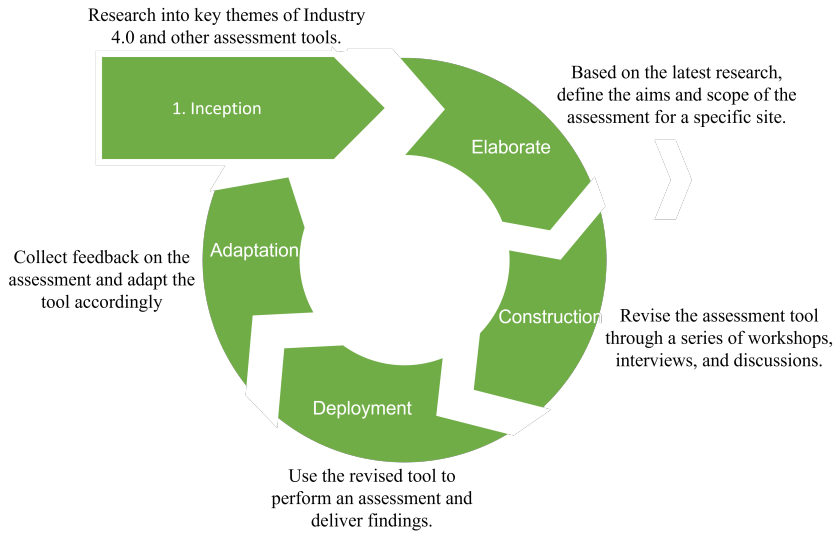 Research into key themes of Industry
4.0 and other assessment tools.
1. Inception
Based on the latest research,
define the aims and scope of the
assessment for a specific site.
Elaborate
Adaptation
Collect feedback on the
assessment and adapt the
tool accordingly
Construction
Revise the assessment tool
through a series of workshops,
interviews, and discussions.
Deployment
Use the revised tool to
perform an assessment and
deliver findings.